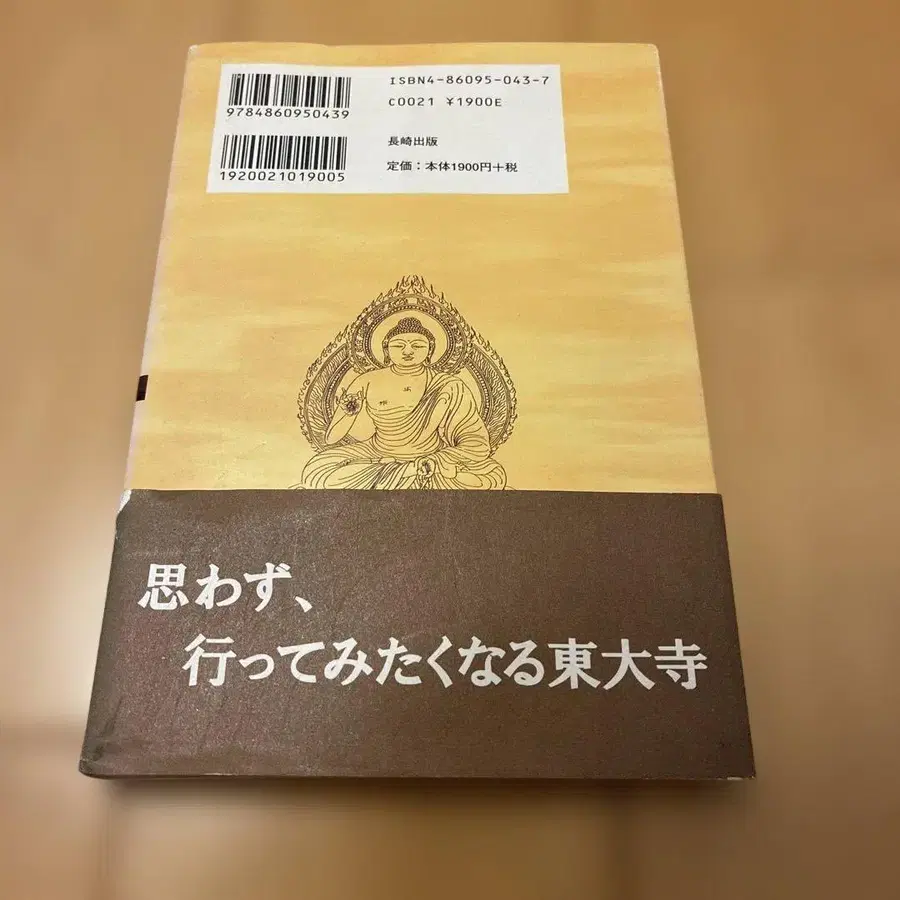 ISBN4-86095-043-7
C0021 ¥1900E
9784860950439
長崎出版
定価：本体1900円＋税
1920021019005
思わず、
行ってみたくなる東大寺